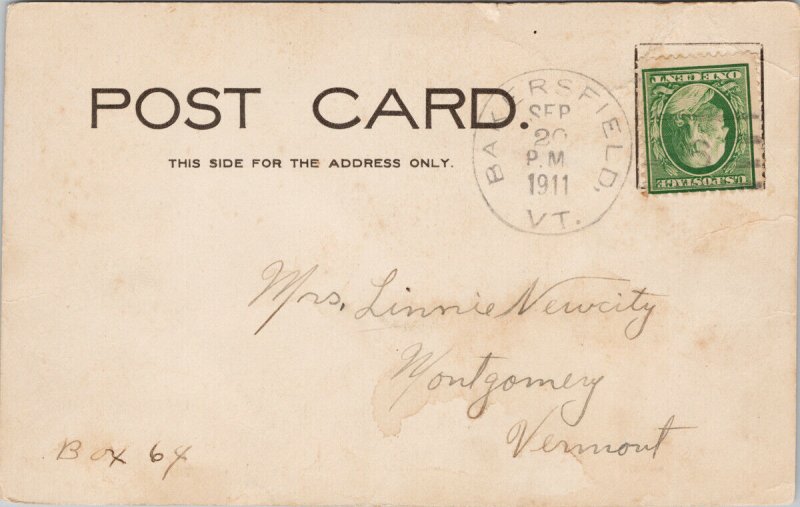 POST CARD.
THIS SIDE FOR THE ADDRESS ONLY.
BAKERSFIELD,
SEP
20
P.M.
1911
VT.
U.S. POSTAGE
ONE CENT
Mrs. Linnie Newcity
Montgomery
Vermont
Box 64